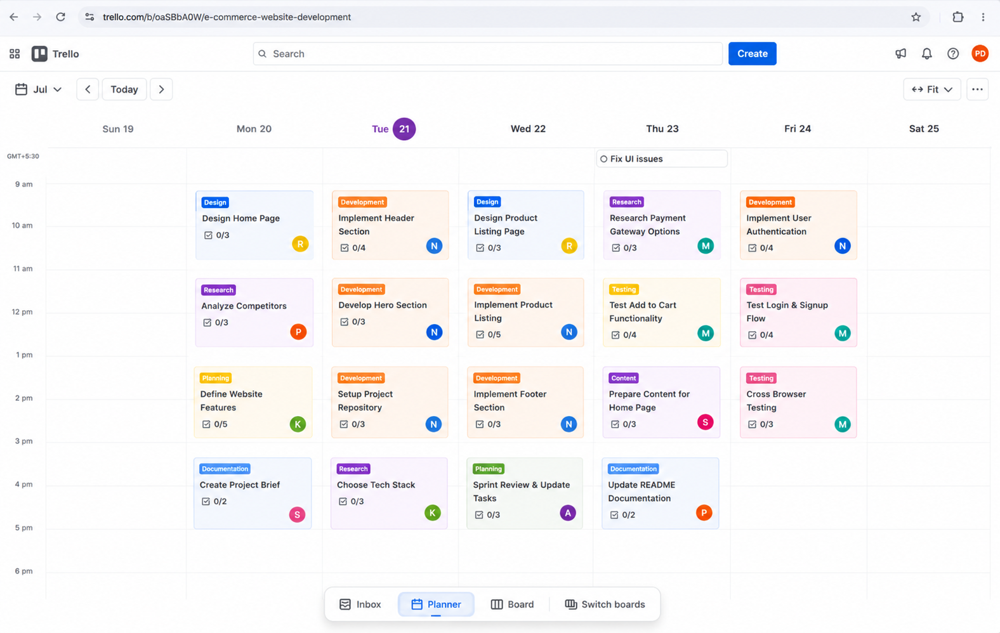 trello.com/b/oaSBbA0W/e-commerce-website-development
Trello
Search
Create
PD
Jul
Today
Fit
Sun 19
Mon 20
Tue 21
Wed 22
Thu 23
Fri 24
Sat 25
GMT+5:30
Fix UI issues
9 am
10 am
11 am
12 pm
1 pm
2 pm
3 pm
4 pm
5 pm
6 pm
Design
Design Home Page
0/3
R
Research
Analyze Competitors
0/3
P
Planning
Define Website
Features
0/5
K
Documentation
Create Project Brief
0/2
S
Development
Implement Header
Section
0/4
N
Development
Develop Hero Section
0/3
N
Development
Setup Project
Repository
0/3
N
Research
Choose Tech Stack
0/3
K
Design
Design Product
Listing Page
0/3
R
Development
Implement Product
Listing
0/5
N
Development
Implement Footer
Section
0/3
N
Planning
Sprint Review & Update
Tasks
0/3
A
Research
Research Payment
Gateway Options
0/3
M
Testing
Test Add to Cart
Functionality
0/4
M
Content
Prepare Content for
Home Page
0/3
S
Documentation
Update README
Documentation
0/2
P
Development
Implement User
Authentication
0/4
N
Testing
Test Login & Signup
Flow
0/4
M
Testing
Cross Browser
Testing
0/3
M
Inbox
Planner
Board
Switch boards